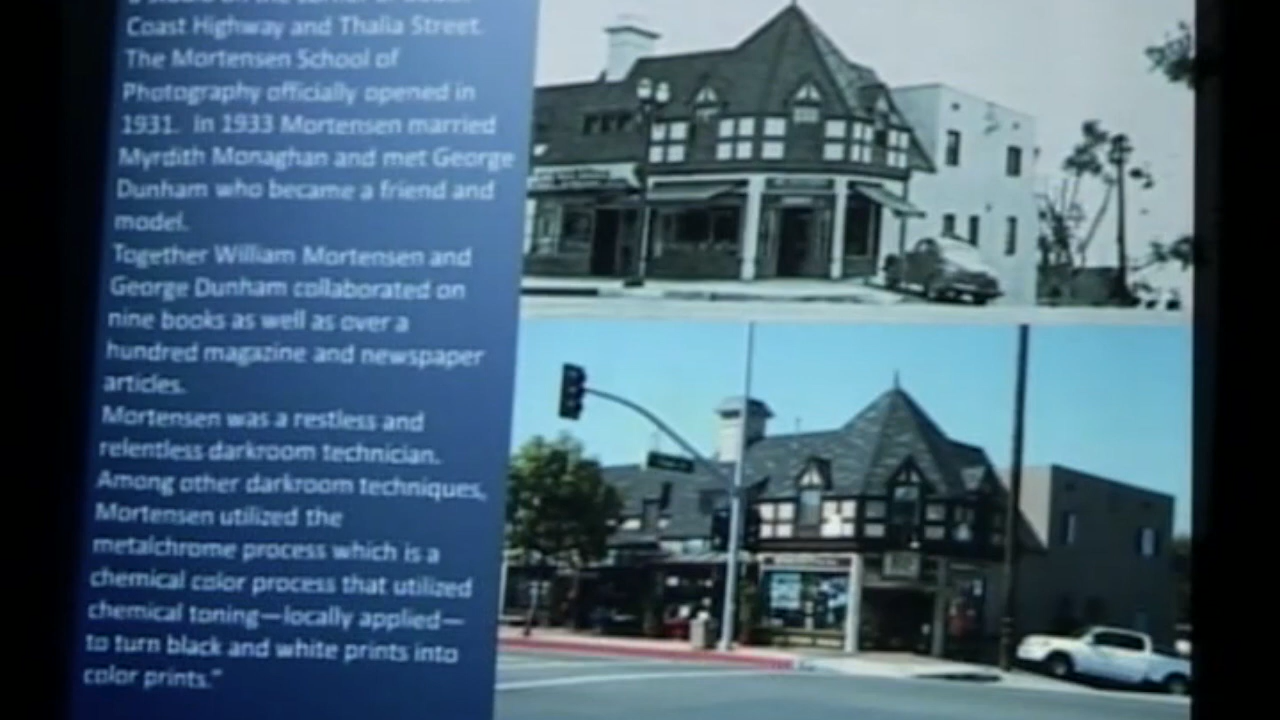 Coast Highway and Thalia Street.
The Mortensen School of
Photography officially opened in
1931. In 1933 Mortensen married
Myrdith Monaghan and met George
Dunham who became a friend and
model.
Together William Mortensen and
George Dunham collaborated on
nine books as well as over a
hundred magazine and newspaper
articles.
Mortensen was a restless and
relentless darkroom technician.
Among other darkroom techniques,
Mortensen utilized the
metalchrome process which is a
chemical color process that utilized
chemical toning—locally applied—
to turn black and white prints into
color prints."